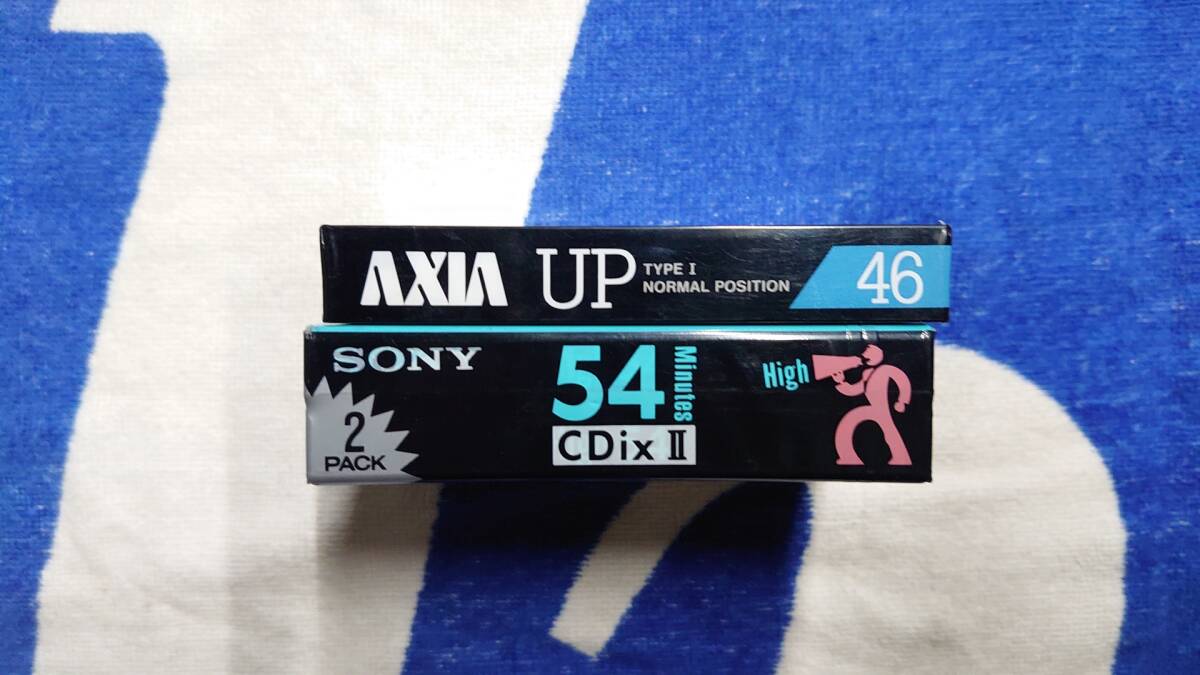 AXIA UP TYPE I
NORMAL POSITION
46
SONY
2
PACK
54 Minutes
CDix II
High